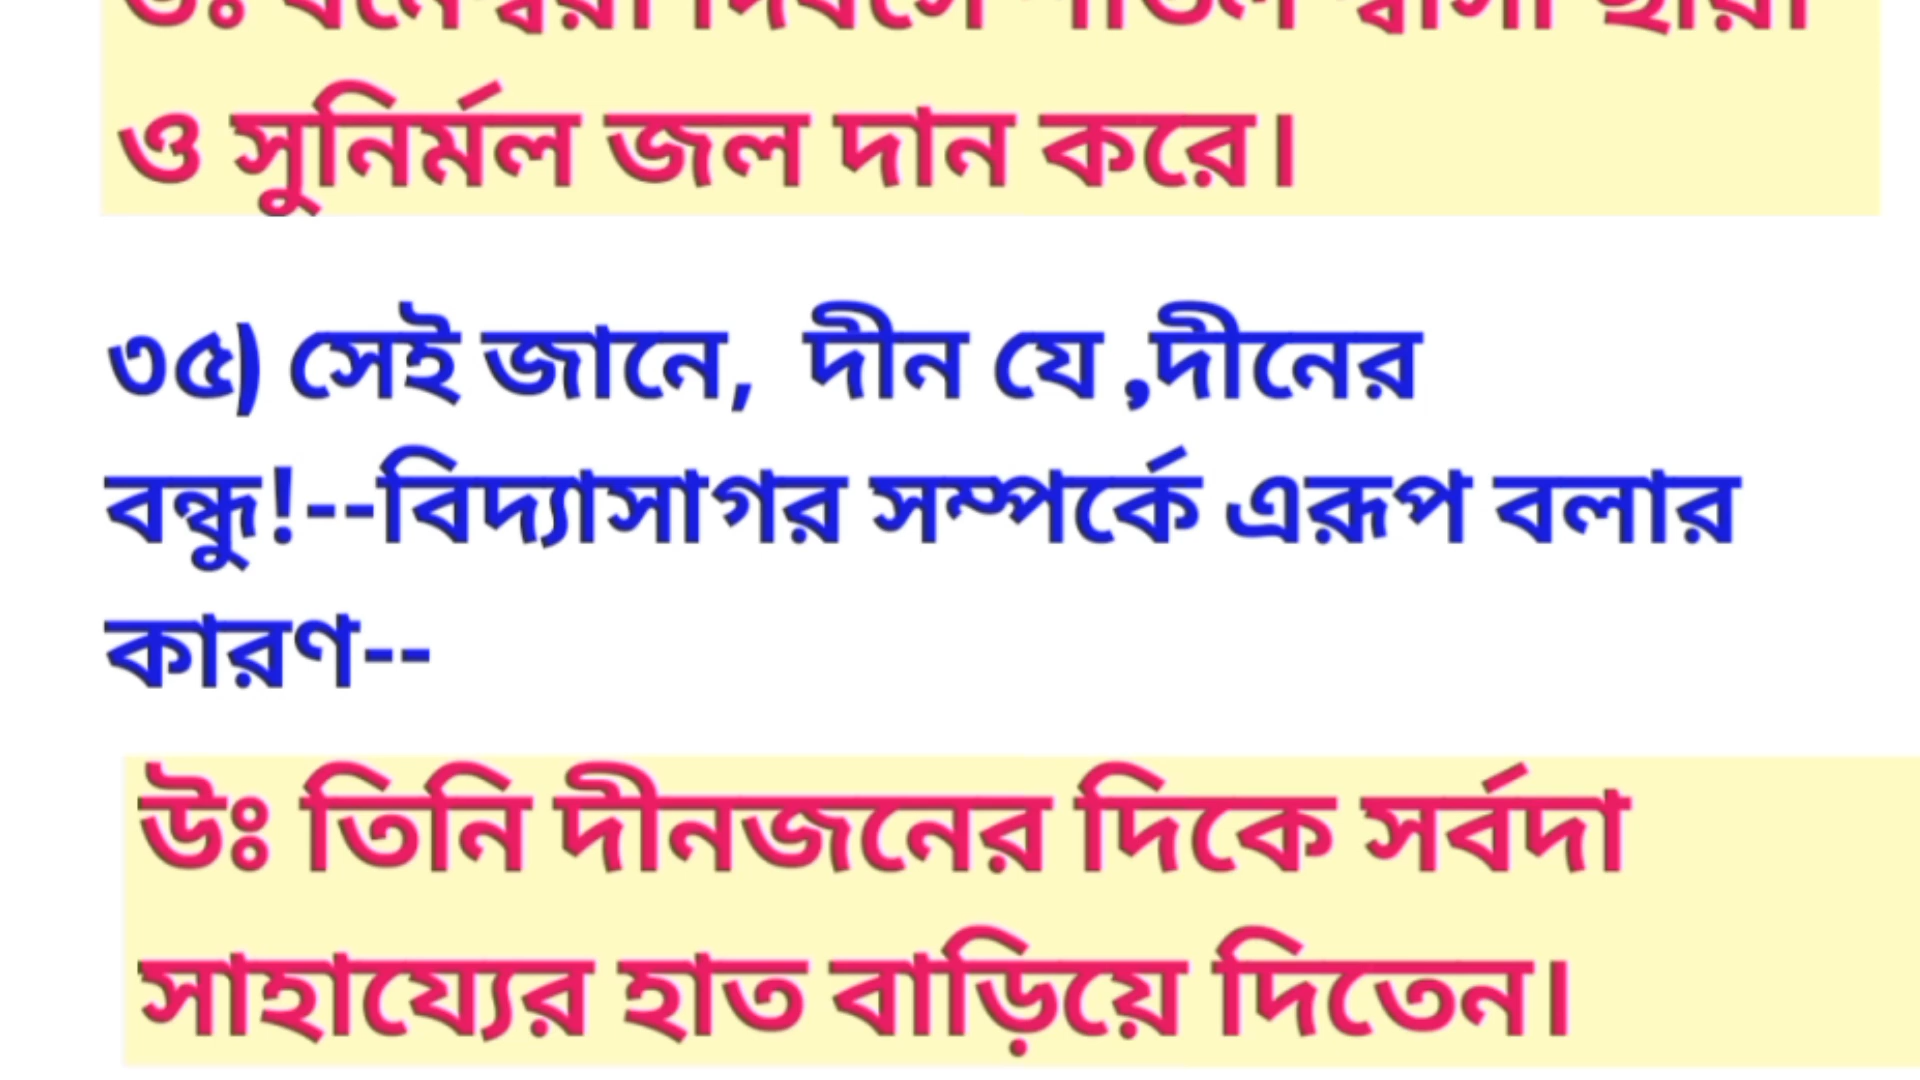 ও সুনির্মল জল দান করে।
৩৫) সেই জানে, দীন যে ,দীনের
বন্ধু!--বিদ্যাসাগর সম্পর্কে এরূপ বলার
কারণ--
উঃ তিনি দীনজনের দিকে সর্বদা
সাহায্যের হাত বাড়িয়ে দিতেন।